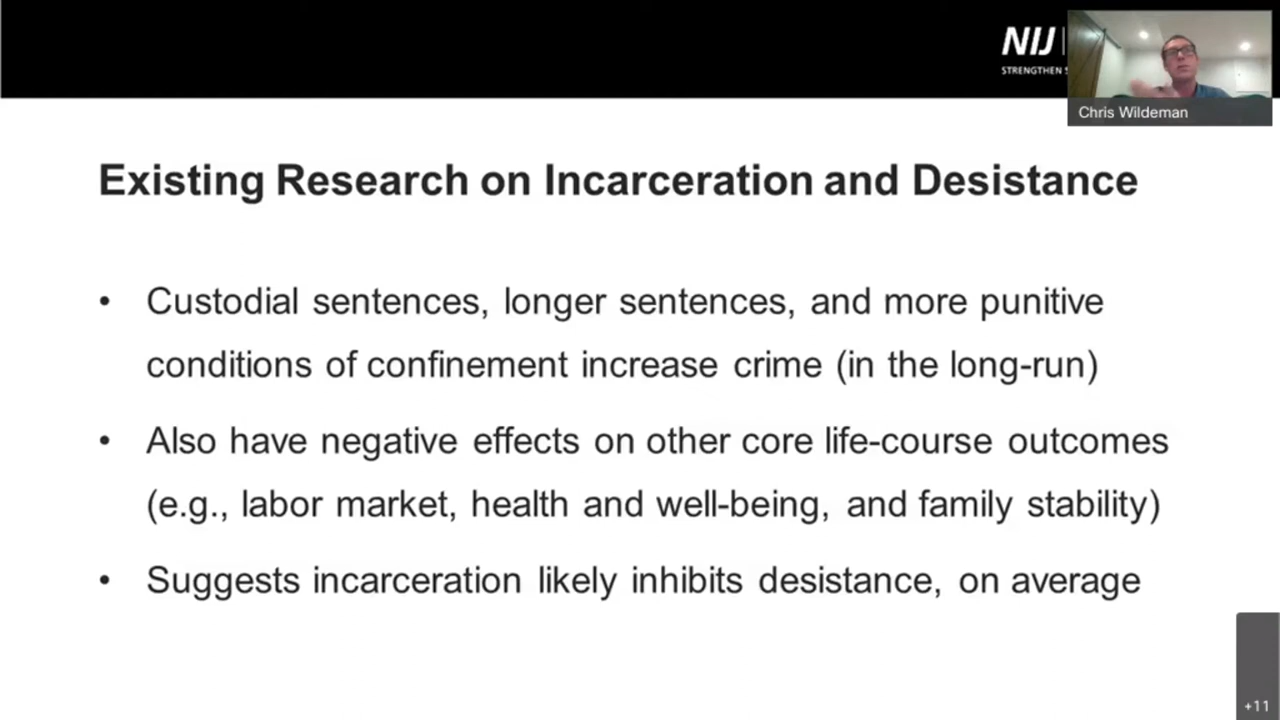 NIJ
STRENGTHEN
Chris Wildeman
Existing Research on Incarceration and Desistance
• Custodial sentences, longer sentences, and more punitive
conditions of confinement increase crime (in the long-run)
• Also have negative effects on other core life-course outcomes
(e.g., labor market, health and well-being, and family stability)
• Suggests incarceration likely inhibits desistance, on average
+11